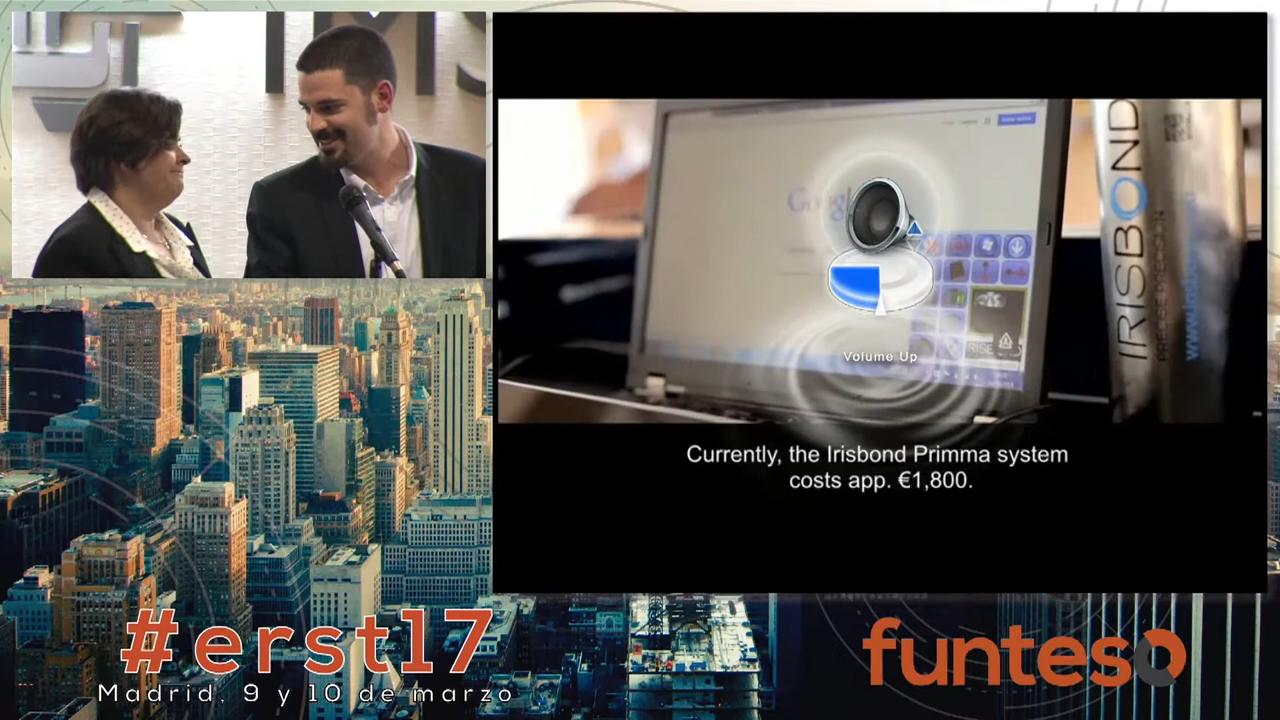 Google
IRISBOND
Volume Up
Currently, the Irisbond Primma system
costs app. €1,800.
#erst17
Madrid, 9 y 10 de marzo
funteso